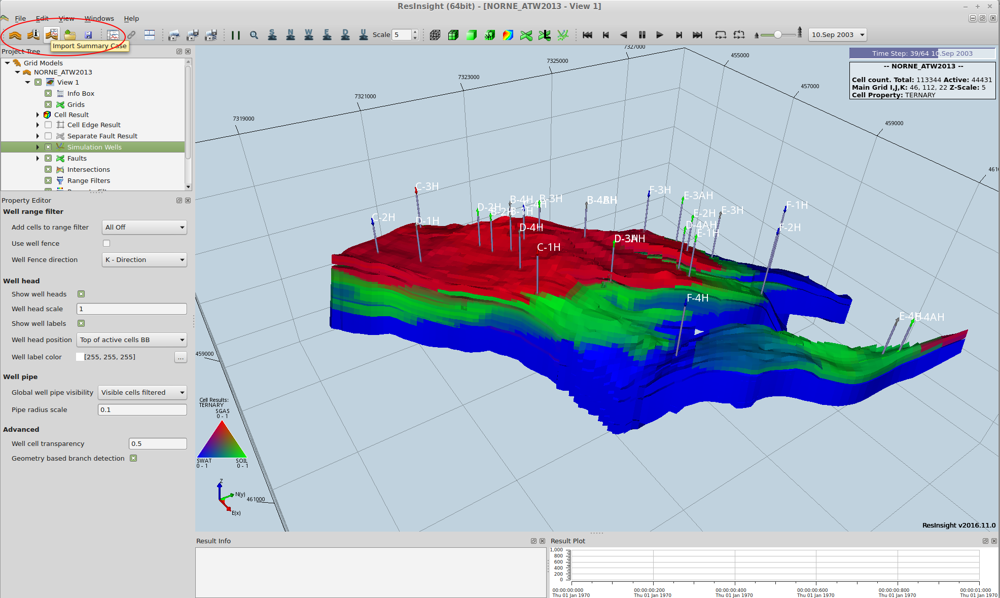 ResInsight (64bit) - [NORNE_ATW2013 - View 1]
File Edit View Windows Help
S N W E D U Scale 5 10.Sep 2003
Import Summary Case
Project Tree
Grid Models
NORNE_ATW2013
View 1
Info Box
Grids
Cell Result
Cell Edge Result
Separate Fault Result
Simulation Wells
Faults
Intersections
Range Filters
Property Editor
Well range filter
Add cells to range filter All Off
Use well fence
Well Fence direction K - Direction
Well head
Show well heads
Well head scale 1
Show well labels
Well head position Top of active cells BB
Well label color [255, 255, 255] ...
Well pipe
Global well pipe visibility Visible cells filtered
Pipe radius scale 0.1
Advanced
Well cell transparency 0.5
Geometry based branch detection
7319000
7321000
7323000
7325000
7327000
455000
457000
459000
4610
Time Step: 39/64 10.Sep 2003
-- NORNE_ATW2013 --
Cell count. Total: 113344 Active: 44431
Main Grid I,J,K: 46, 112, 22 Z-Scale: 5
Cell Property: TERNARY
C-3H
C-2H
D-1H
D-2H
B-2H
B-4H
B-1H
B-3H
D-4H
C-1H
B-4AH
D-3AH
F-3H
E-3AH
E-2H
E-3H
D-4AH
E-1H
F-1H
F-2H
F-4H
E-4H
E-4AH
459000
461000
Cell Results:
TERNARY
SGAS
0 - 1
SWAT SOIL
0 - 1 0 - 1
Z
N(y)
E(x)
ResInsight v2016.11.0
Result Info
Result Plot
1,000
800
600
400
200
0
00:00:00:000 00:00:00:200 00:00:00:400 00:00:00:600 00:00:00:800 00:00:01:000
Thu 01 Jan 1970 Thu 01 Jan 1970 Thu 01 Jan 1970 Thu 01 Jan 1970 Thu 01 Jan 1970 Thu 01 Jan 1970